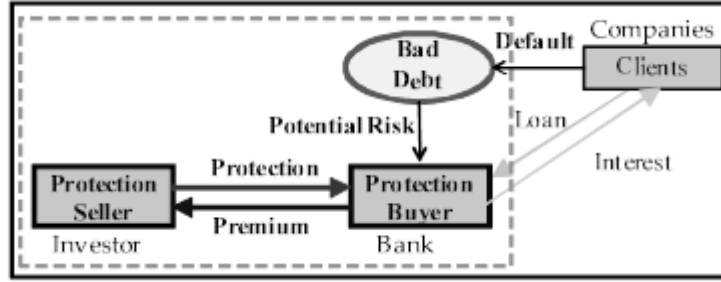 Companies
Default
Clients
Bad
Debt
Potential Risk
Loan
Interest
Protection
Protection
Seller
Protection
Buyer
Premium
Investor
Bank